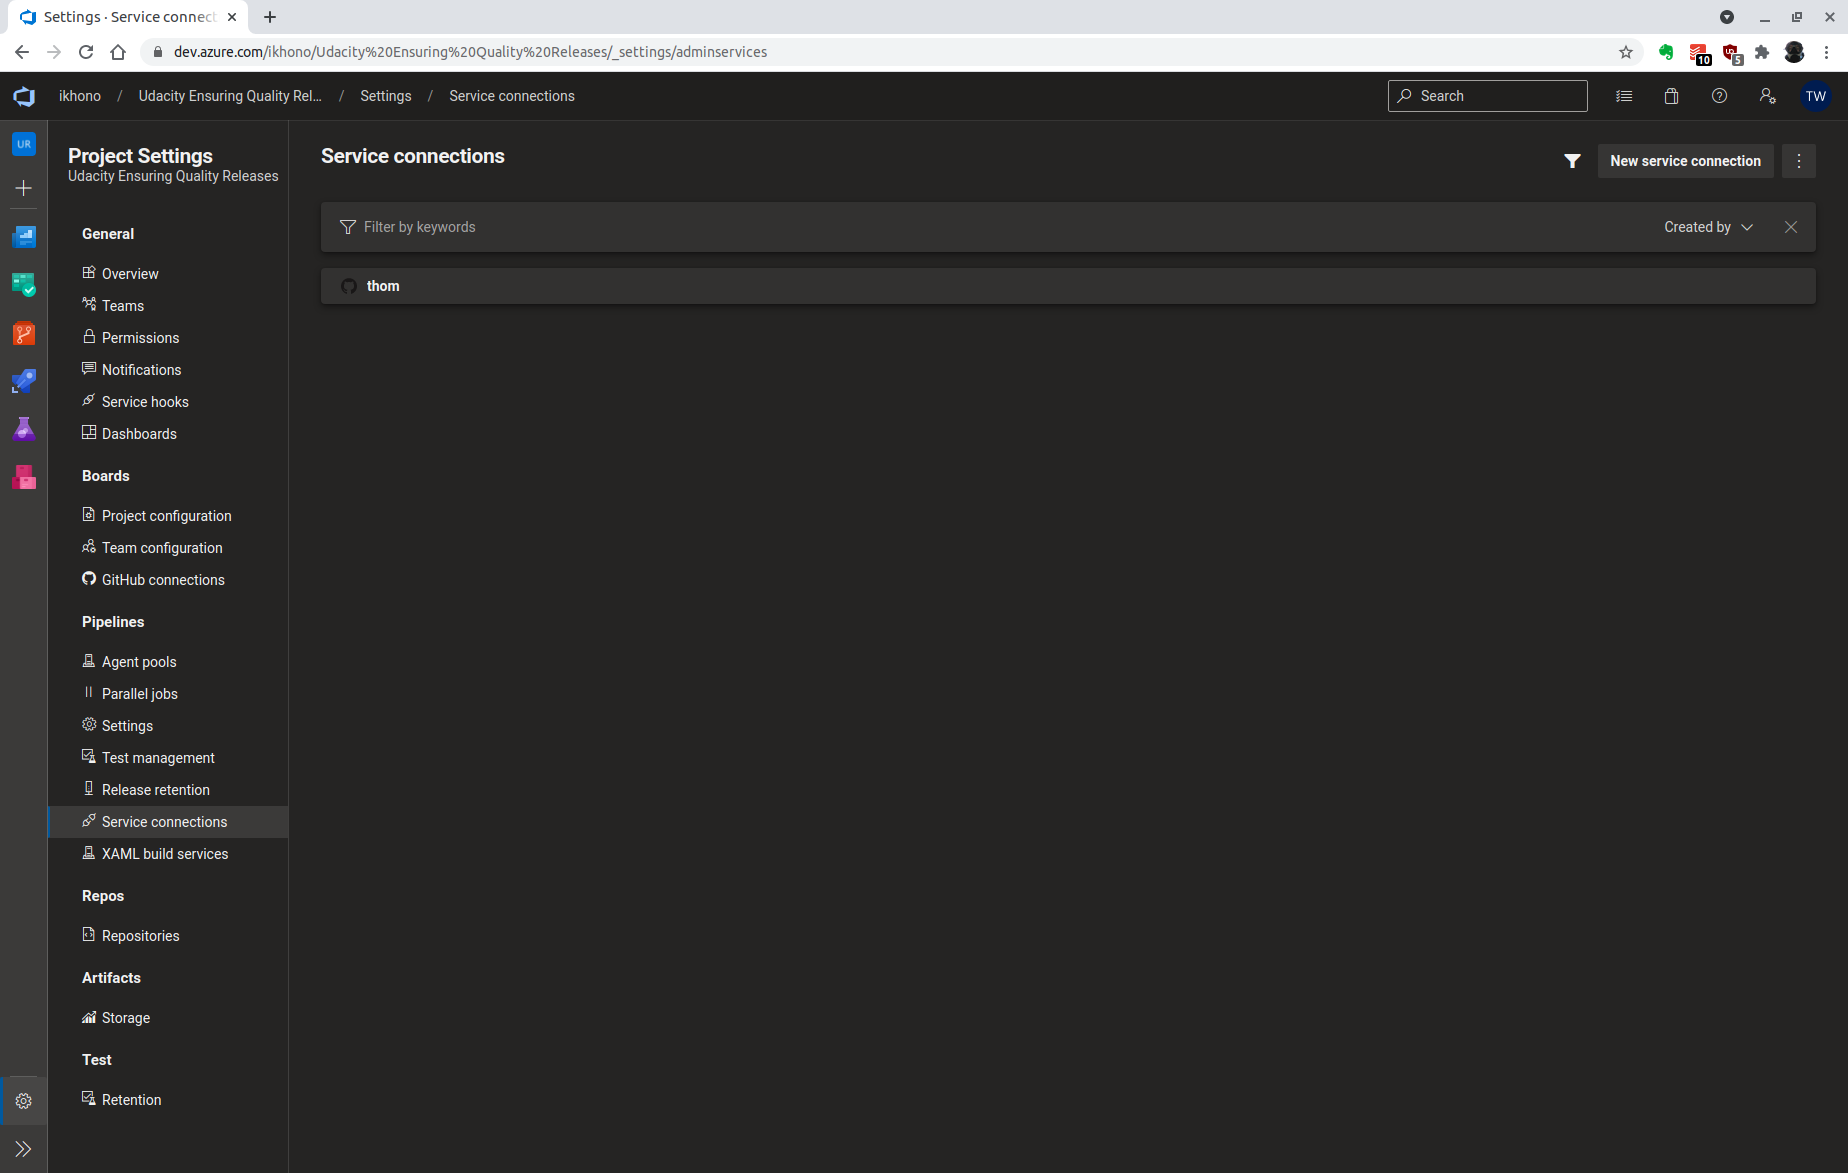 Settings · Service connect
dev.azure.com/ikhono/Udacity%20Ensuring%20Quality%20Releases/_settings/adminservices
10
5
ikhono / Udacity Ensuring Quality Rel... / Settings / Service connections
Search
TW
UR
Project Settings
Udacity Ensuring Quality Releases
General
Overview
Teams
Permissions
Notifications
Service hooks
Dashboards
Boards
Project configuration
Team configuration
GitHub connections
Pipelines
Agent pools
Parallel jobs
Settings
Test management
Release retention
Service connections
XAML build services
Repos
Repositories
Artifacts
Storage
Test
Retention
Service connections
New service connection
Filter by keywords
Created by
thom